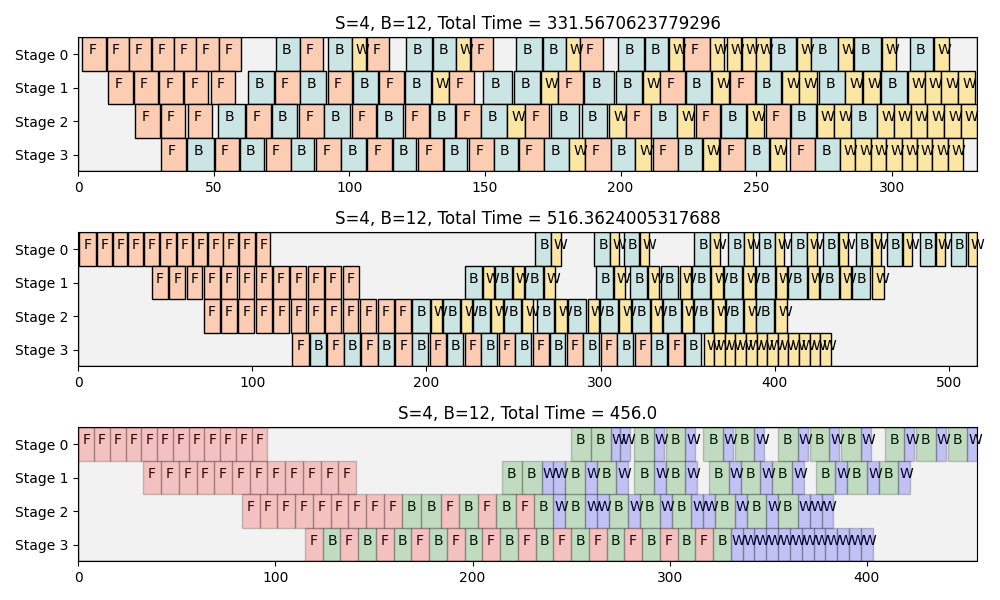 S=4, B=12, Total Time = 331.5670623779296
Stage 0 F F F F F F F B F B W F B B W F B B W F B B W F W W W W B W B W B W B W
Stage 1 F F F F F B F B F B F B W F B B W F B B W F B W F B W W B W W B W W W W
Stage 2 F F F B F B F B F B F B F B F B W F B B W F B W F B W F B W W B W W W W W W
Stage 3 F B F B F B F B F B F B F B F B W F B W F B W F B W F B W W W W W W W W
0 50 100 150 200 250 300
S=4, B=12, Total Time = 516.3624005317688
Stage 0 F F F F F F F F F F F F B W B W B W B W B W B W B W B W B W B W B W B W
Stage 1 F F F F F F F F F F F F B W B W B W B W B W B W B W B W B W B W B W B W
Stage 2 F F F F F F F F F F F F B W B W B W B W B W B W B W B W B W B W B W B W
Stage 3 F B F B F B F B F B F B F B F B F B F B F B F B W W W W W W W W W W W W
0 100 200 300 400 500
S=4, B=12, Total Time = 456.0
Stage 0 F F F F F F F F F F F F B B W W B W B W B W B W B W B W B W B W B W B W
Stage 1 F F F F F F F F F F F F B B W W B W B W B W B W B W B W B W B W B W B W
Stage 2 F F F F F F F F F B B F B F B F B W B W W B W B W B W W B W B W B W W W
Stage 3 F B F B F B F B F B F B F B F B F B F B F B F B W W W W W W W W W W W W
0 100 200 300 400